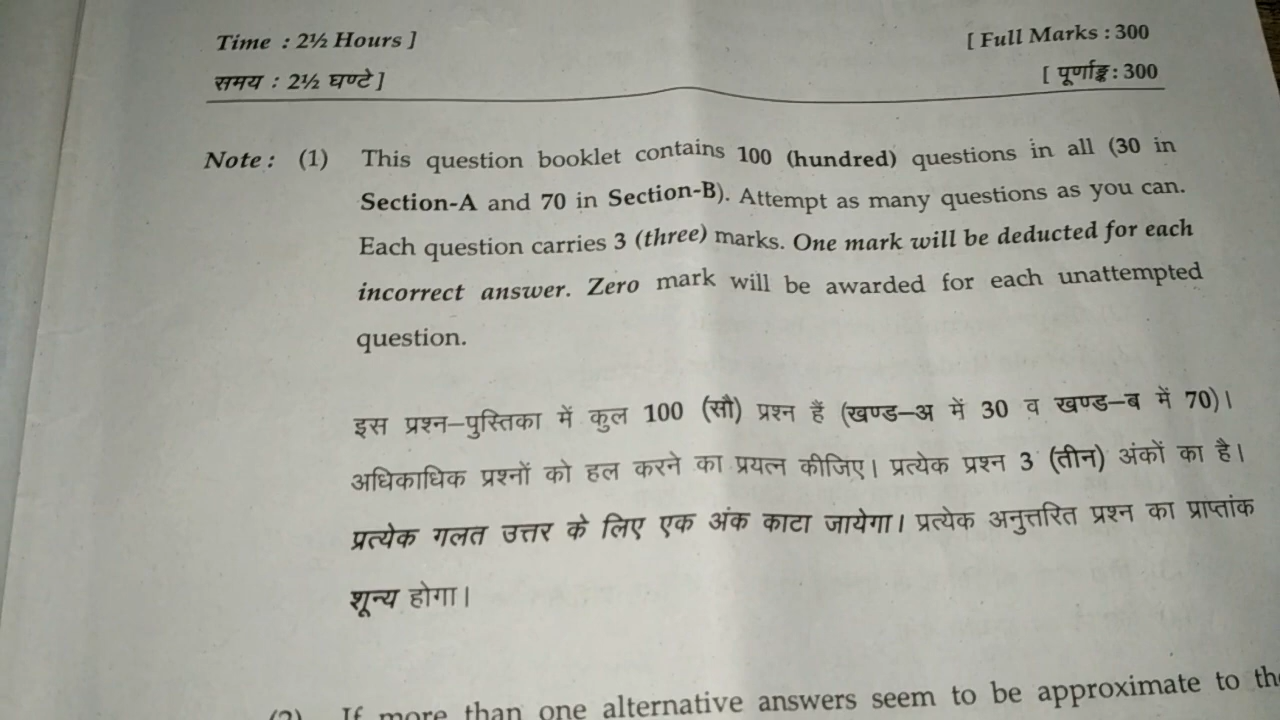 Time : 2½ Hours ]
[ Full Marks : 300
समय : 2½ घण्टे ]
[ पूर्णाङ्क : 300
Note : (1) This question booklet contains 100 (hundred) questions in all (30 in
Section-A and 70 in Section-B). Attempt as many questions as you can.
Each question carries 3 (three) marks. One mark will be deducted for each
incorrect answer. Zero mark will be awarded for each unattempted
question.
इस प्रश्न–पुस्तिका में कुल 100 (सौ) प्रश्न हैं (खण्ड–अ में 30 व खण्ड–ब में 70)।
अधिकाधिक प्रश्नों को हल करने का प्रयत्न कीजिए। प्रत्येक प्रश्न 3 (तीन) अंकों का है।
प्रत्येक गलत उत्तर के लिए एक अंक काटा जायेगा। प्रत्येक अनुत्तरित प्रश्न का प्राप्तांक
शून्य होगा।
(2) If more than one alternative answers seem to be approximate to the